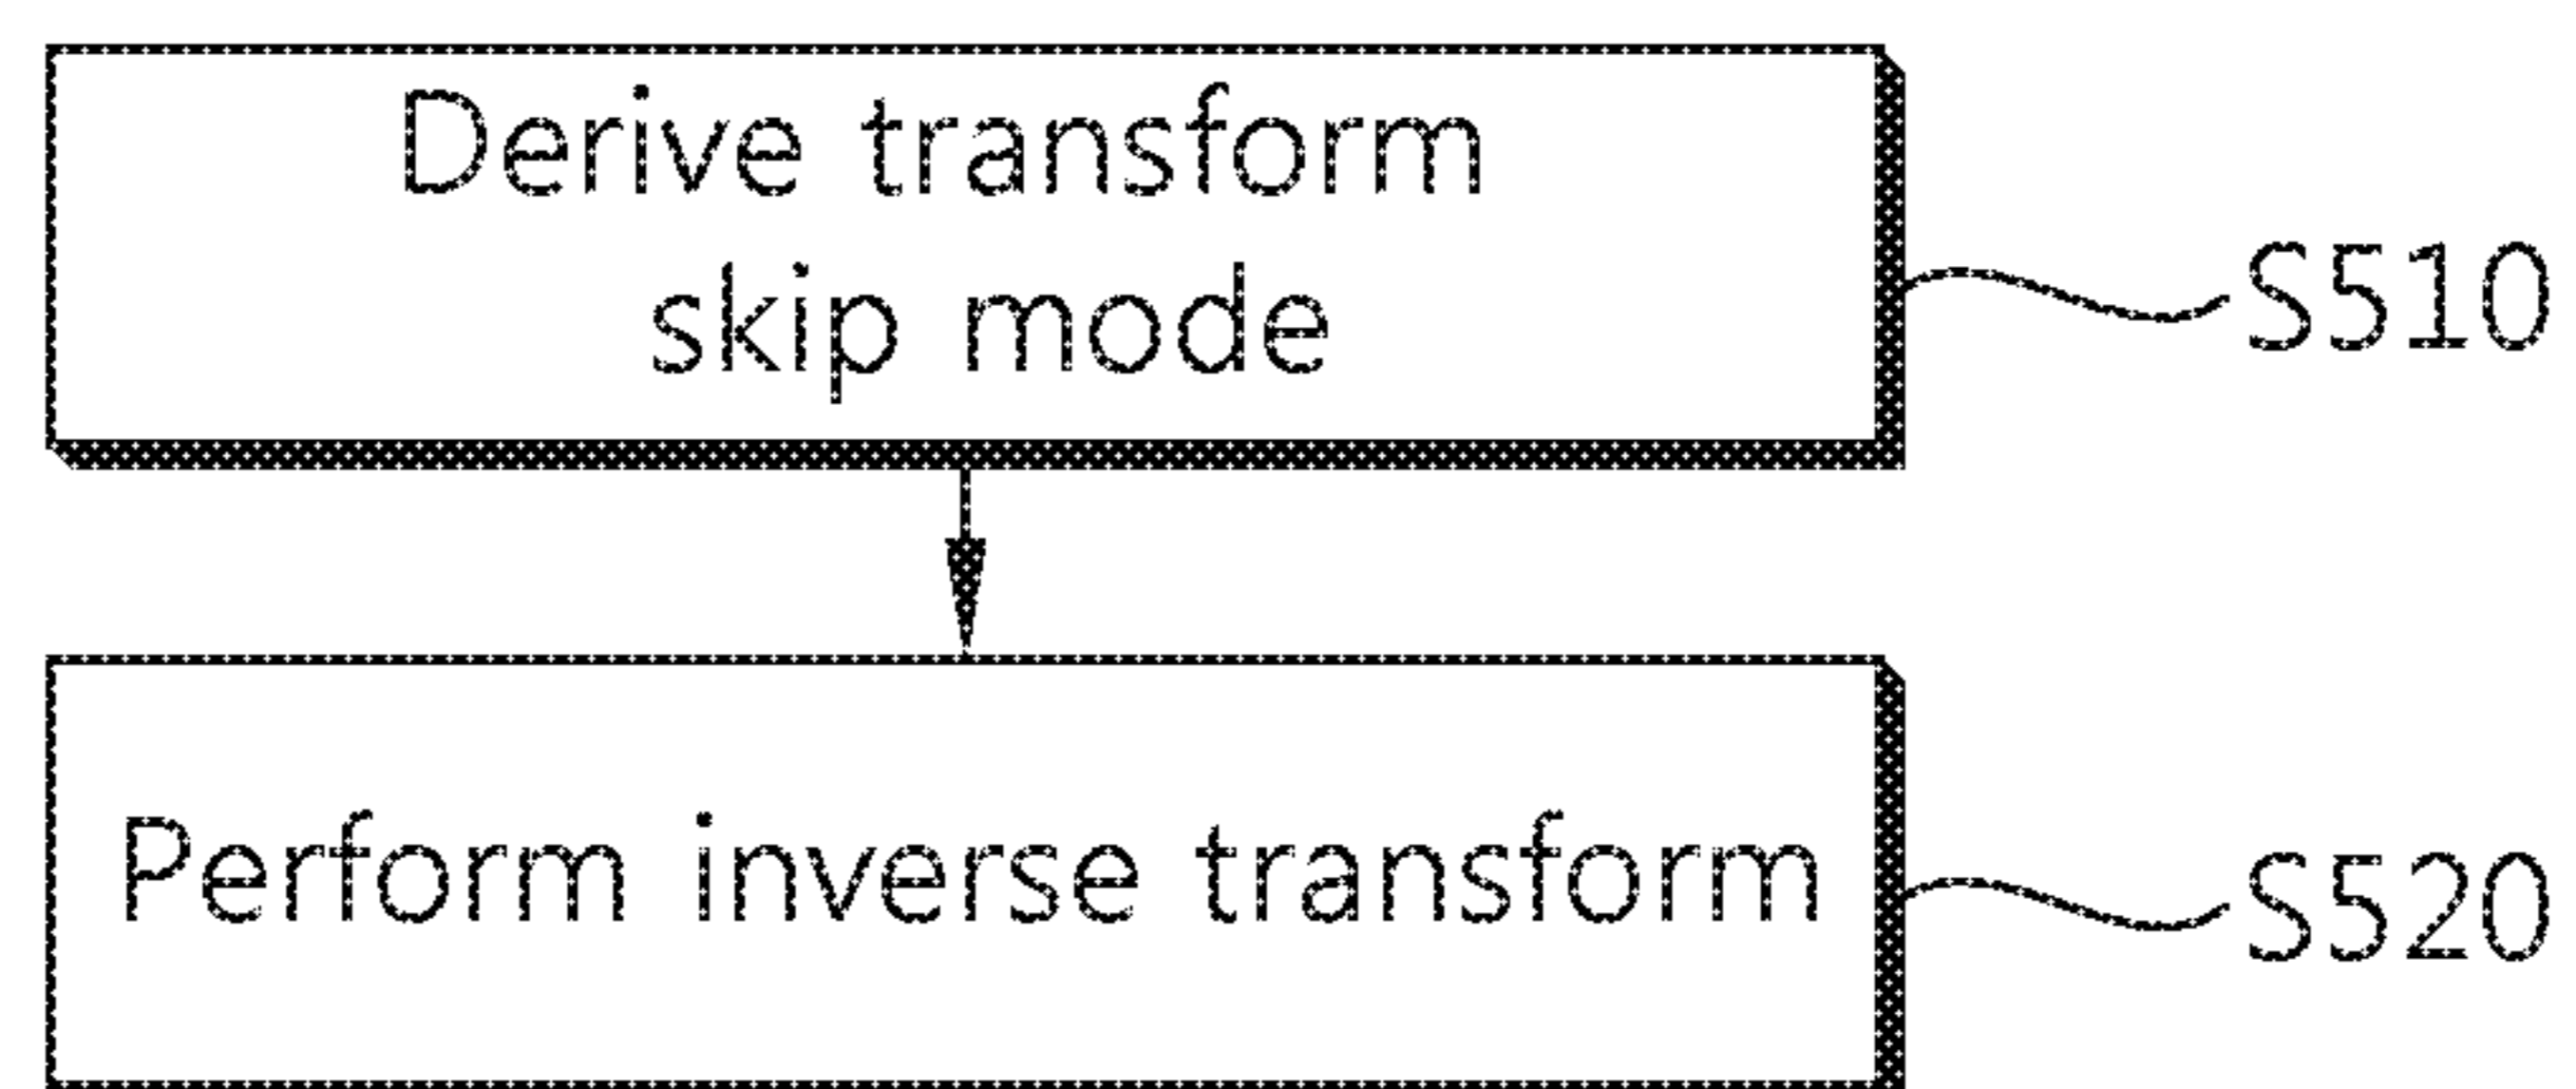 Derive transform
skip mode
S510
Perform inverse transform
S520